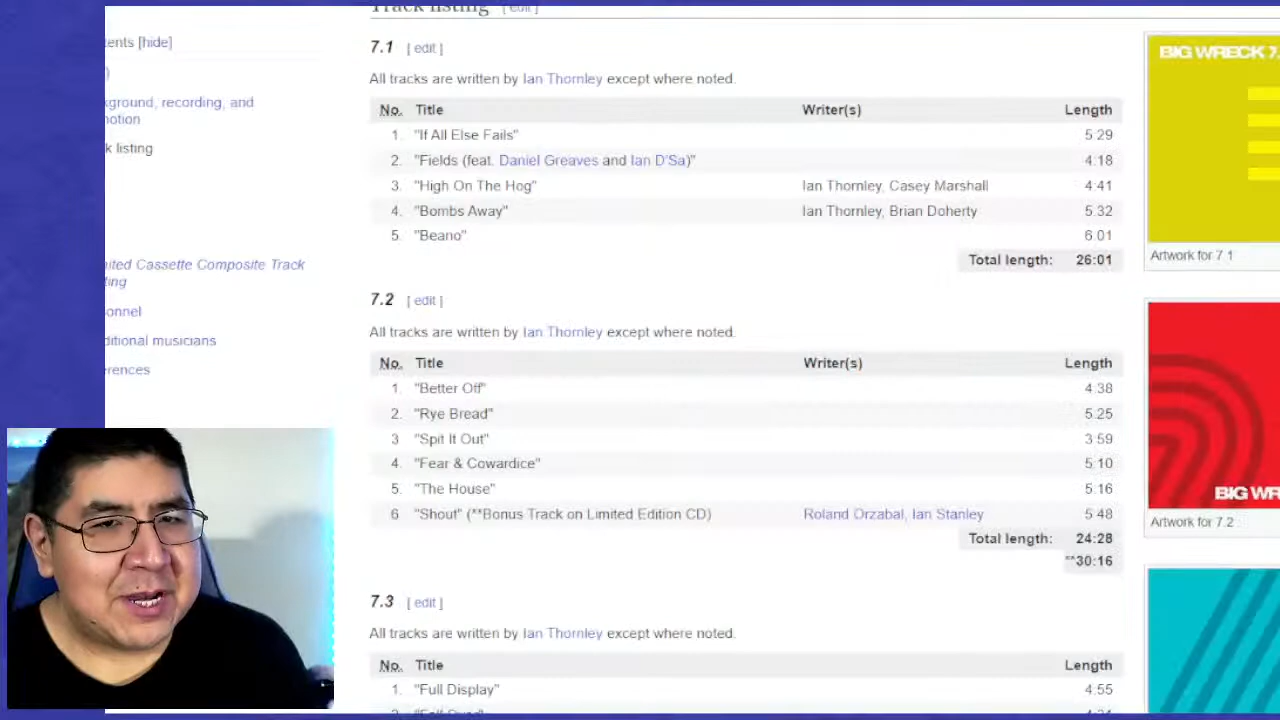 Track listing [ edit ]
ents [hide]
)
kground, recording, and
notion
k listing
ited Cassette Composite Track
ting
onnel
ditional musicians
erences
7.1 [ edit ]
All tracks are written by Ian Thornley except where noted.
No. Title Writer(s) Length
1. "If All Else Fails" 5:29
2. "Fields (feat. Daniel Greaves and Ian D'Sa)" 4:18
3. "High On The Hog" Ian Thornley, Casey Marshall 4:41
4. "Bombs Away" Ian Thornley, Brian Doherty 5:32
5. "Beano" 6:01
Total length: 26:01
7.2 [ edit ]
All tracks are written by Ian Thornley except where noted.
No. Title Writer(s) Length
1. "Better Off" 4:38
2. "Rye Bread" 5:25
3. "Spit It Out" 3:59
4. "Fear & Cowardice" 5:10
5. "The House" 5:16
6. "Shout" (**Bonus Track on Limited Edition CD) Roland Orzabal, Ian Stanley 5:48
Total length: 24:28
**30:16
7.3 [ edit ]
All tracks are written by Ian Thornley except where noted.
No. Title Length
1. "Full Display" 4:55
BIG WRECK 7.
Artwork for 7.1
BIG WR
Artwork for 7.2